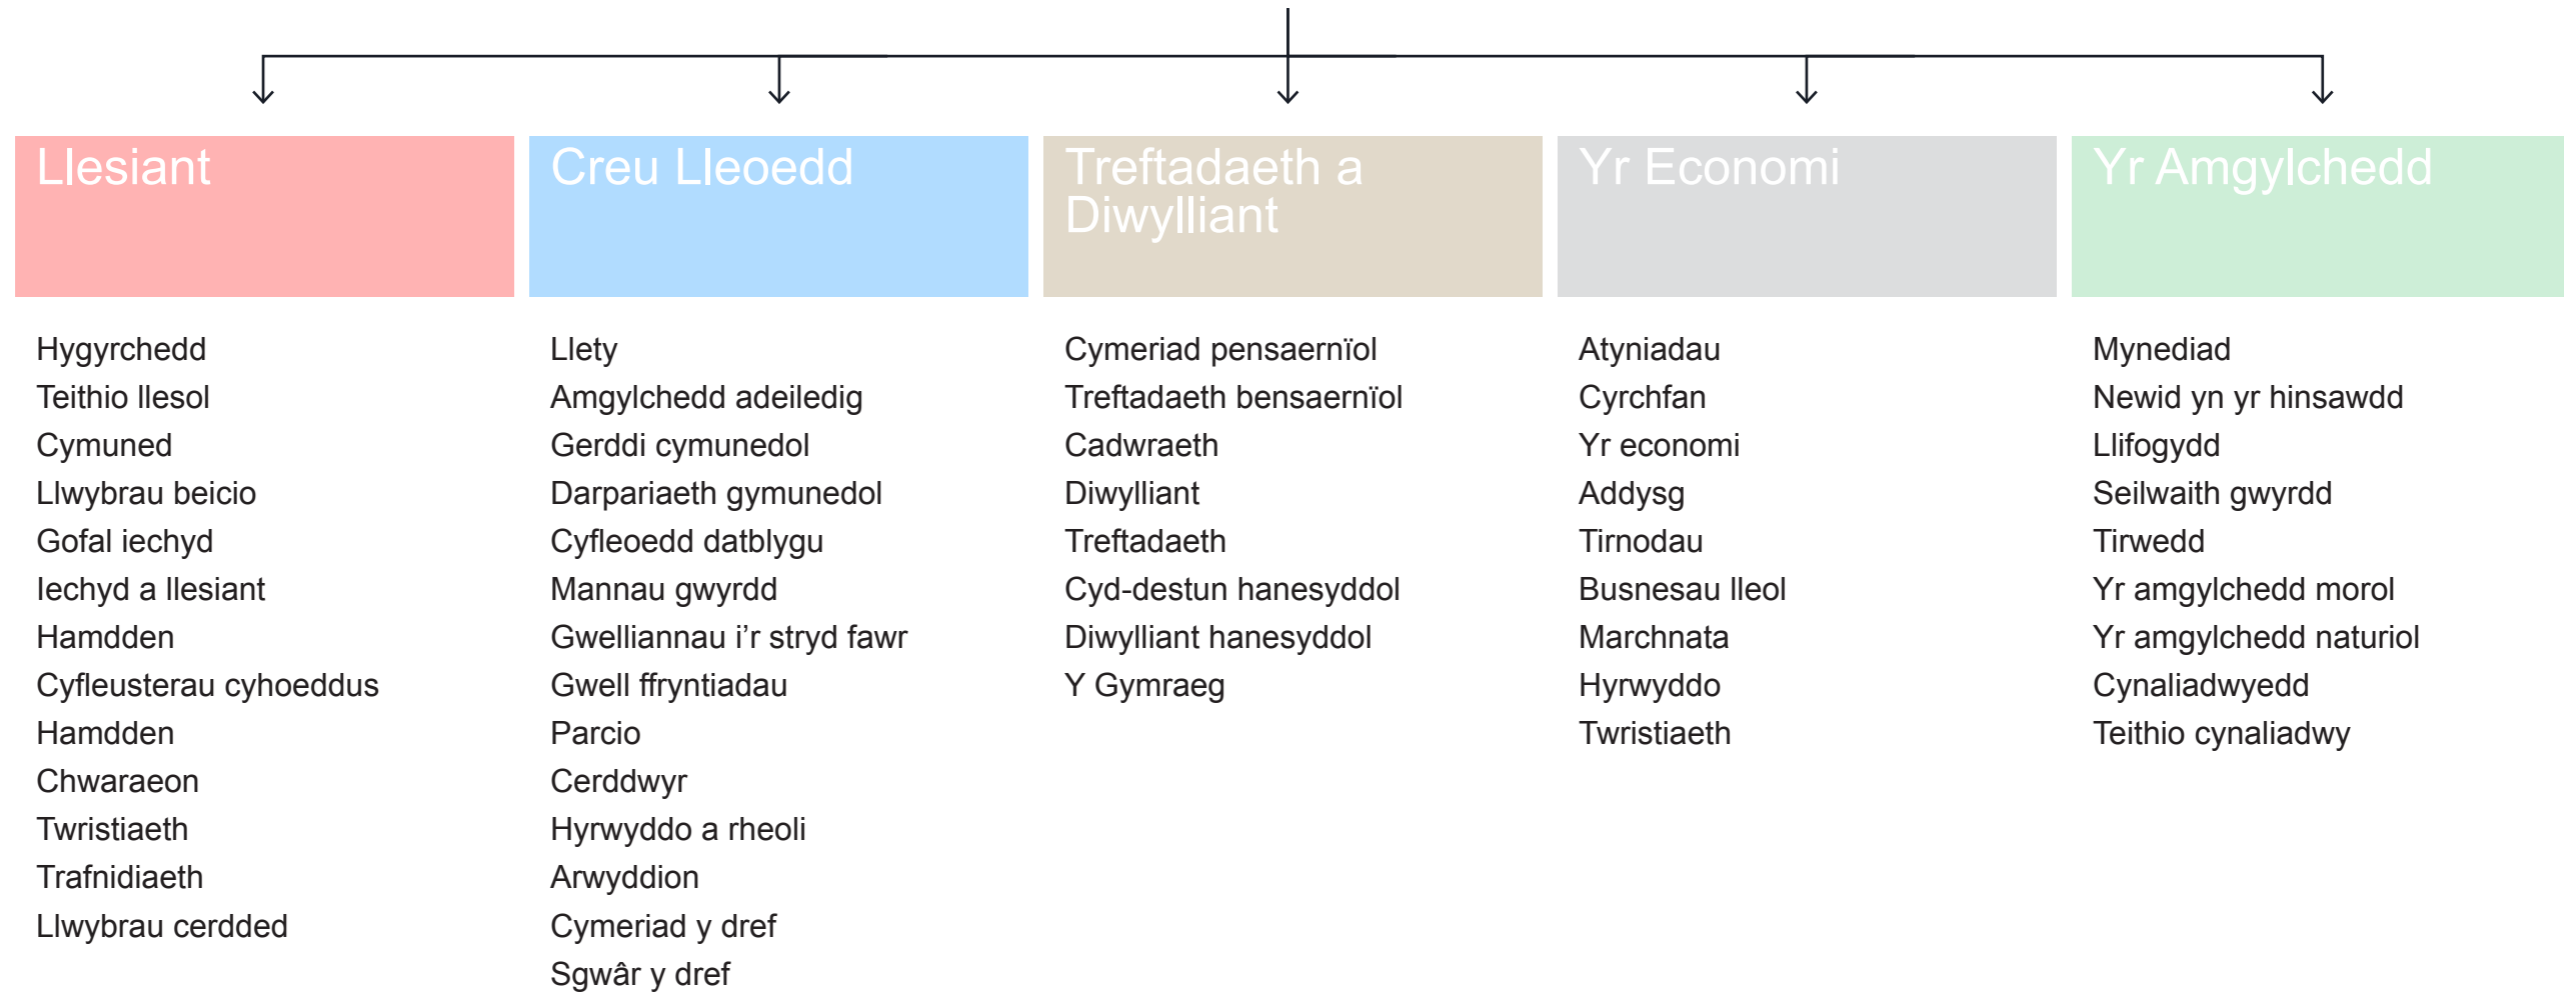 Llesiant
Hygyrchedd
Teithio llesol
Cymuned
Llwybrau beicio
Gofal iechyd
Iechyd a llesiant
Hamdden
Cyfleusterau cyhoeddus
Hamdden
Chwaraeon
Twristiaeth
Trafnidiaeth
Llwybrau cerdded
Creu Lleoedd
Llety
Amgylchedd adeiledig
Gerddi cymunedol
Darpariaeth gymunedol
Cyfleoedd datblygu
Mannau gwyrdd
Gwelliannau i’r stryd fawr
Gwell ffryntiadau
Parcio
Cerddwyr
Hyrwyddo a rheoli
Arwyddion
Cymeriad y dref
Sgwâr y dref
Treftadaeth a
Diwylliant
Cymeriad pensaernïol
Treftadaeth bensaernïol
Cadwraeth
Diwylliant
Treftadaeth
Cyd-destun hanesyddol
Diwylliant hanesyddol
Y Gymraeg
Yr Economi
Atyniadau
Cyrchfan
Yr economi
Addysg
Tirnodau
Busnesau lleol
Marchnata
Hyrwyddo
Twristiaeth
Yr Amgylchedd
Mynediad
Newid yn yr hinsawdd
Llifogydd
Seilwaith gwyrdd
Tirwedd
Yr amgylchedd morol
Yr amgylchedd naturiol
Cynaliadwyedd
Teithio cynaliadwy